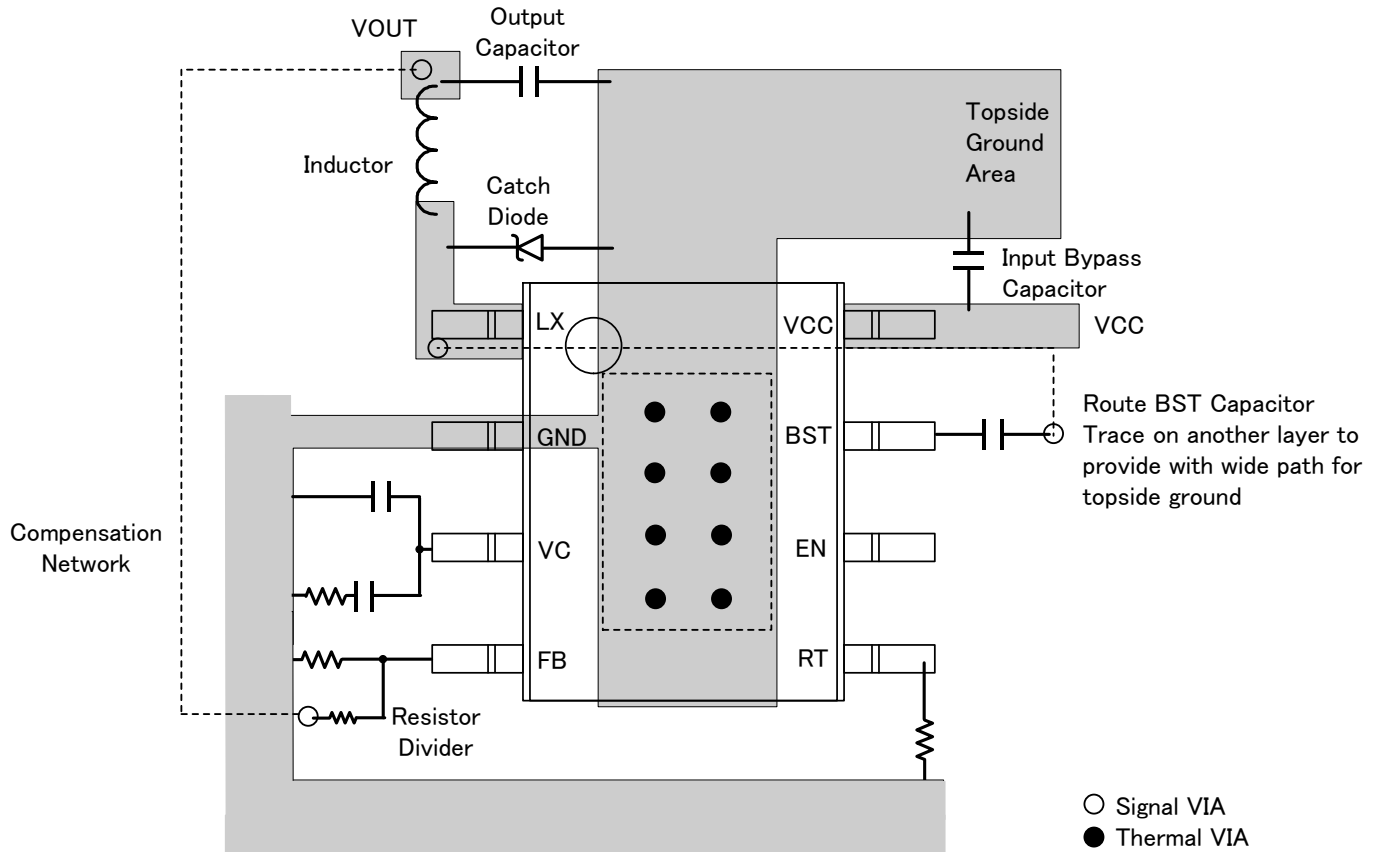 VOUT
Output
Capacitor
Topside
Ground
Area
Inductor
Catch
Diode
Input Bypass
Capacitor
LX
VCC
VCC
GND
BST
Route BST Capacitor
Trace on another layer to
provide with wide path for
topside ground
Compensation
Network
VC
EN
FB
RT
Resistor
Divider
Signal VIA
Thermal VIA